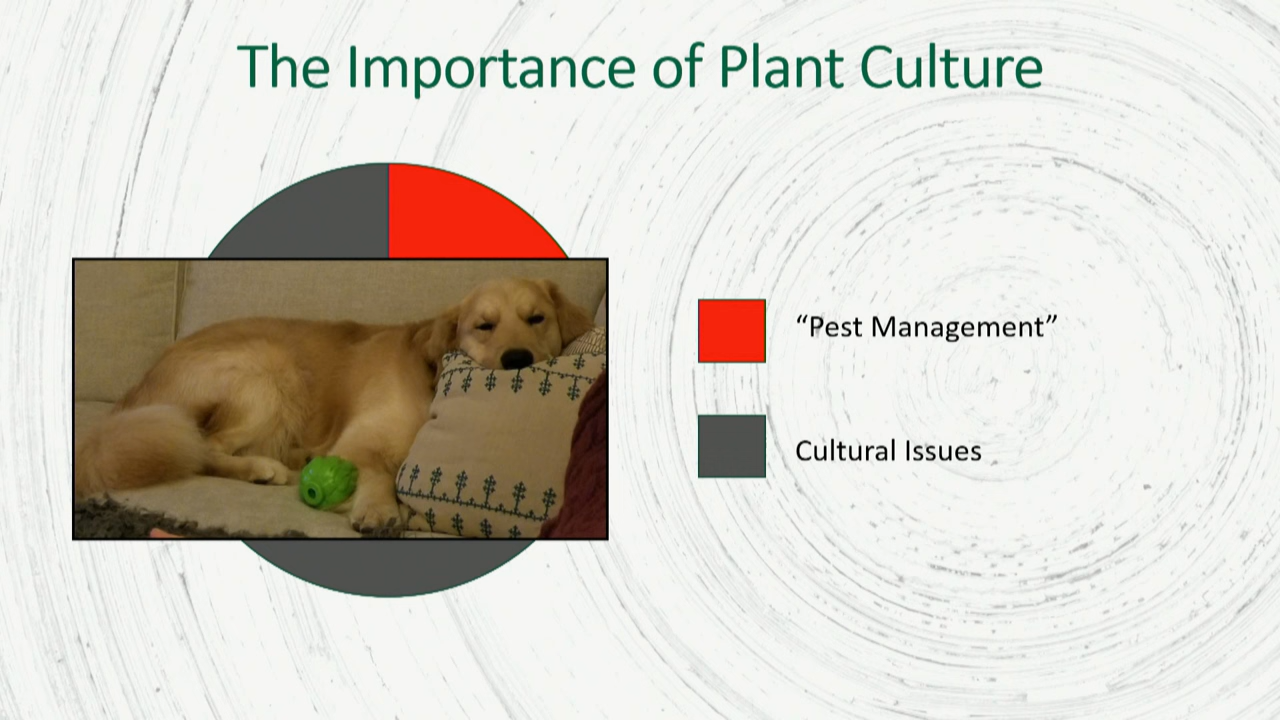 The Importance of Plant Culture
“Pest Management”
Cultural Issues